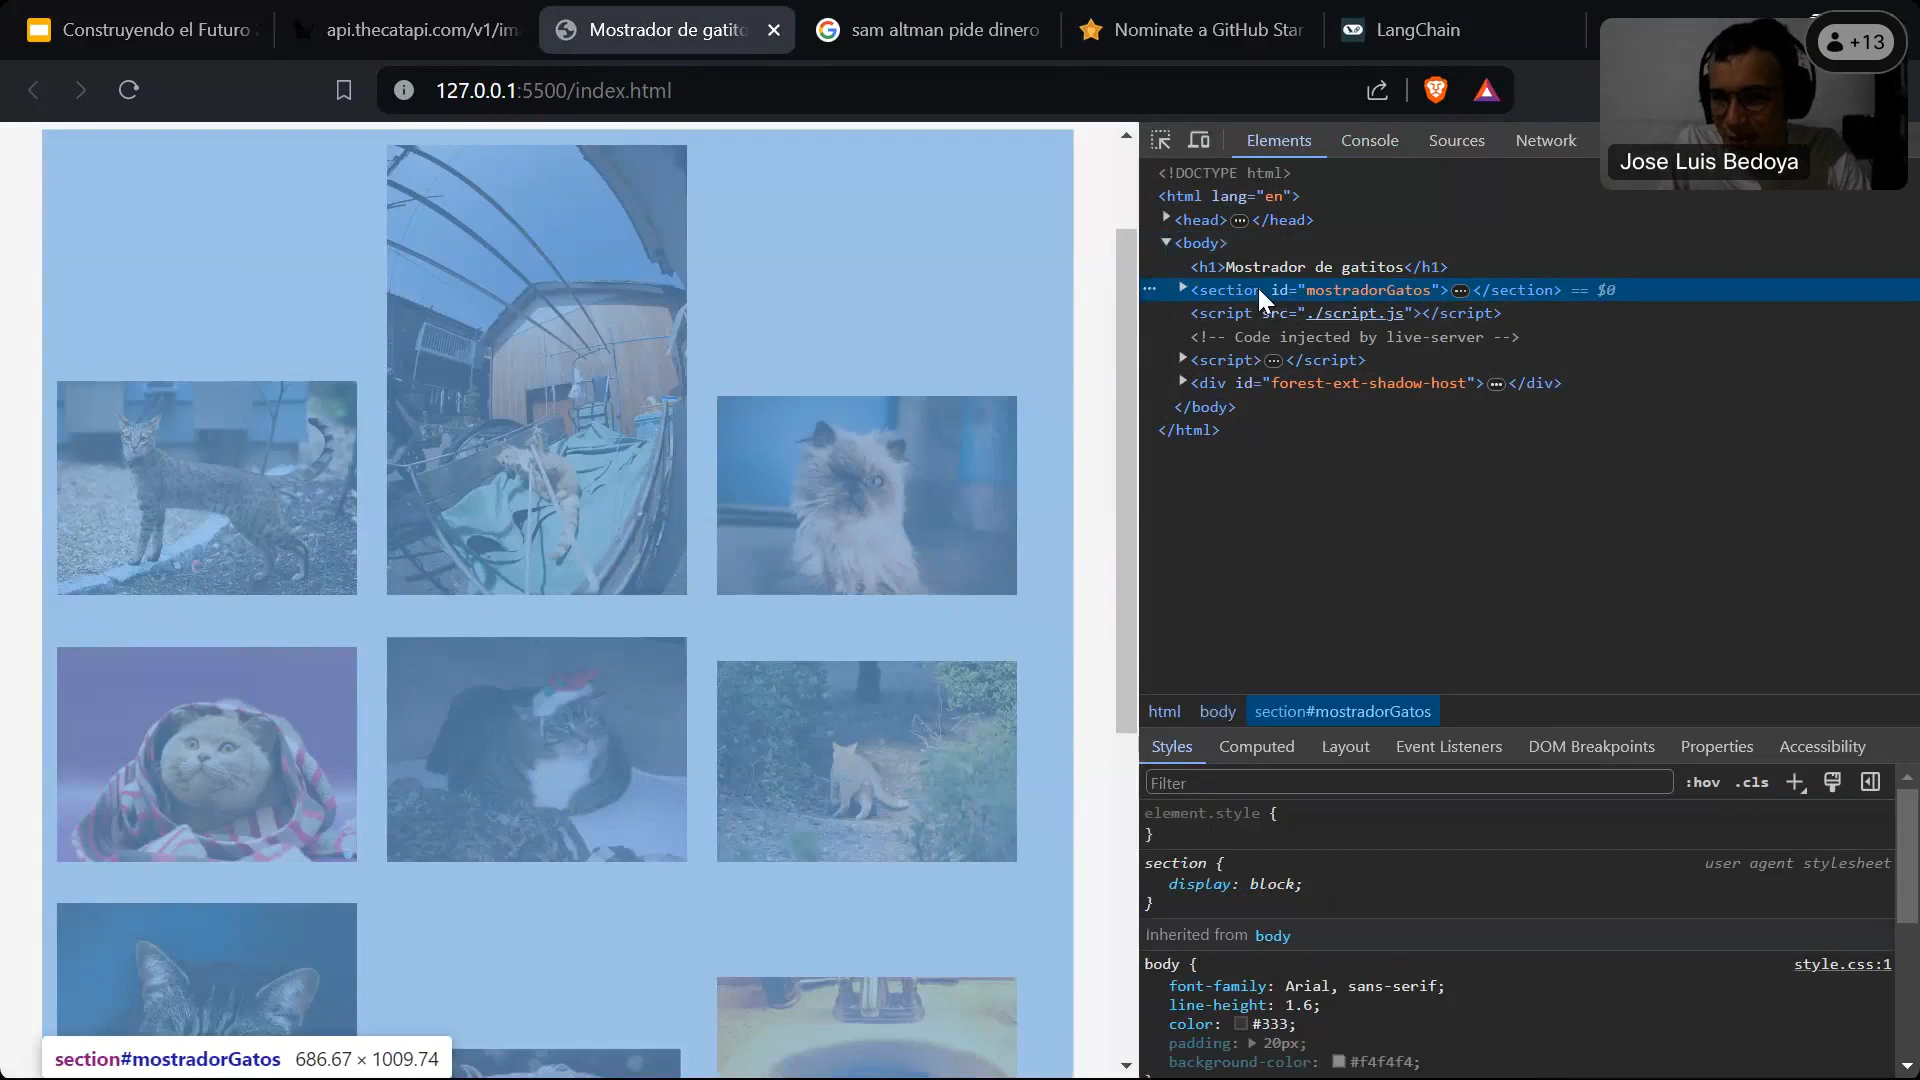 Construyendo el Futuro
api.thecatapi.com/v1/im
Mostrador de gatito
sam altman pide dinero
Nominate a GitHub Star
LangChain
+13
127.0.0.1:5500/index.html
Jose Luis Bedoya
Elements
Console
Sources
Network
<!DOCTYPE html>
<html lang="en">
<head> ... </head>
<body>
<h1>Mostrador de gatitos</h1>
... <section id="mostradorGatos"> ... </section> == $0
<script src="./script.js"></script>
<!-- Code injected by live-server -->
<script> ... </script>
<div id="forest-ext-shadow-host"> ... </div>
</body>
</html>
html
body
section#mostradorGatos
Styles
Computed
Layout
Event Listeners
DOM Breakpoints
Properties
Accessibility
Filter
:hov
.cls
element.style {
}
section {
user agent stylesheet
display: block;
}
Inherited from body
body {
style.css:1
font-family: Arial, sans-serif;
line-height: 1.6;
color: #333;
padding: 20px;
background-color: #f4f4f4;
section#mostradorGatos 686.67 × 1009.74